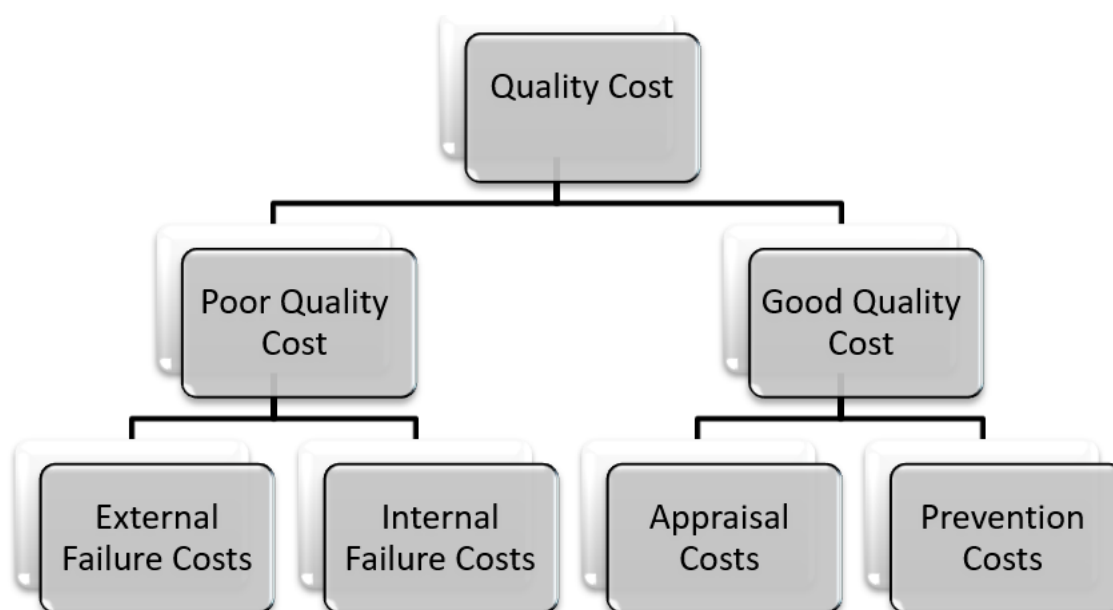 Quality Cost
Poor Quality
Cost
Good Quality
Cost
External
Failure Costs
Internal
Failure Costs
Appraisal
Costs
Prevention
Costs